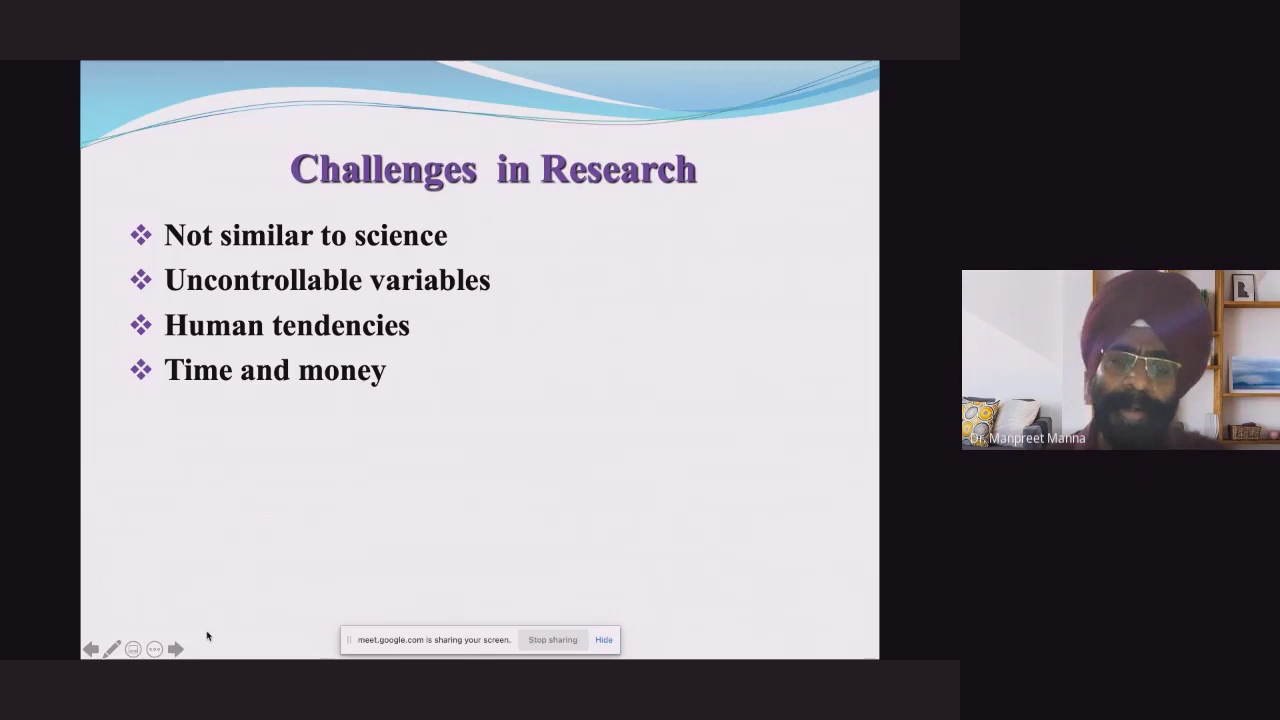 Challenges in Research
Not similar to science
Uncontrollable variables
Human tendencies
Time and money
Dr. Manpreet Manna
meet.google.com is sharing your screen. Stop sharing Hide